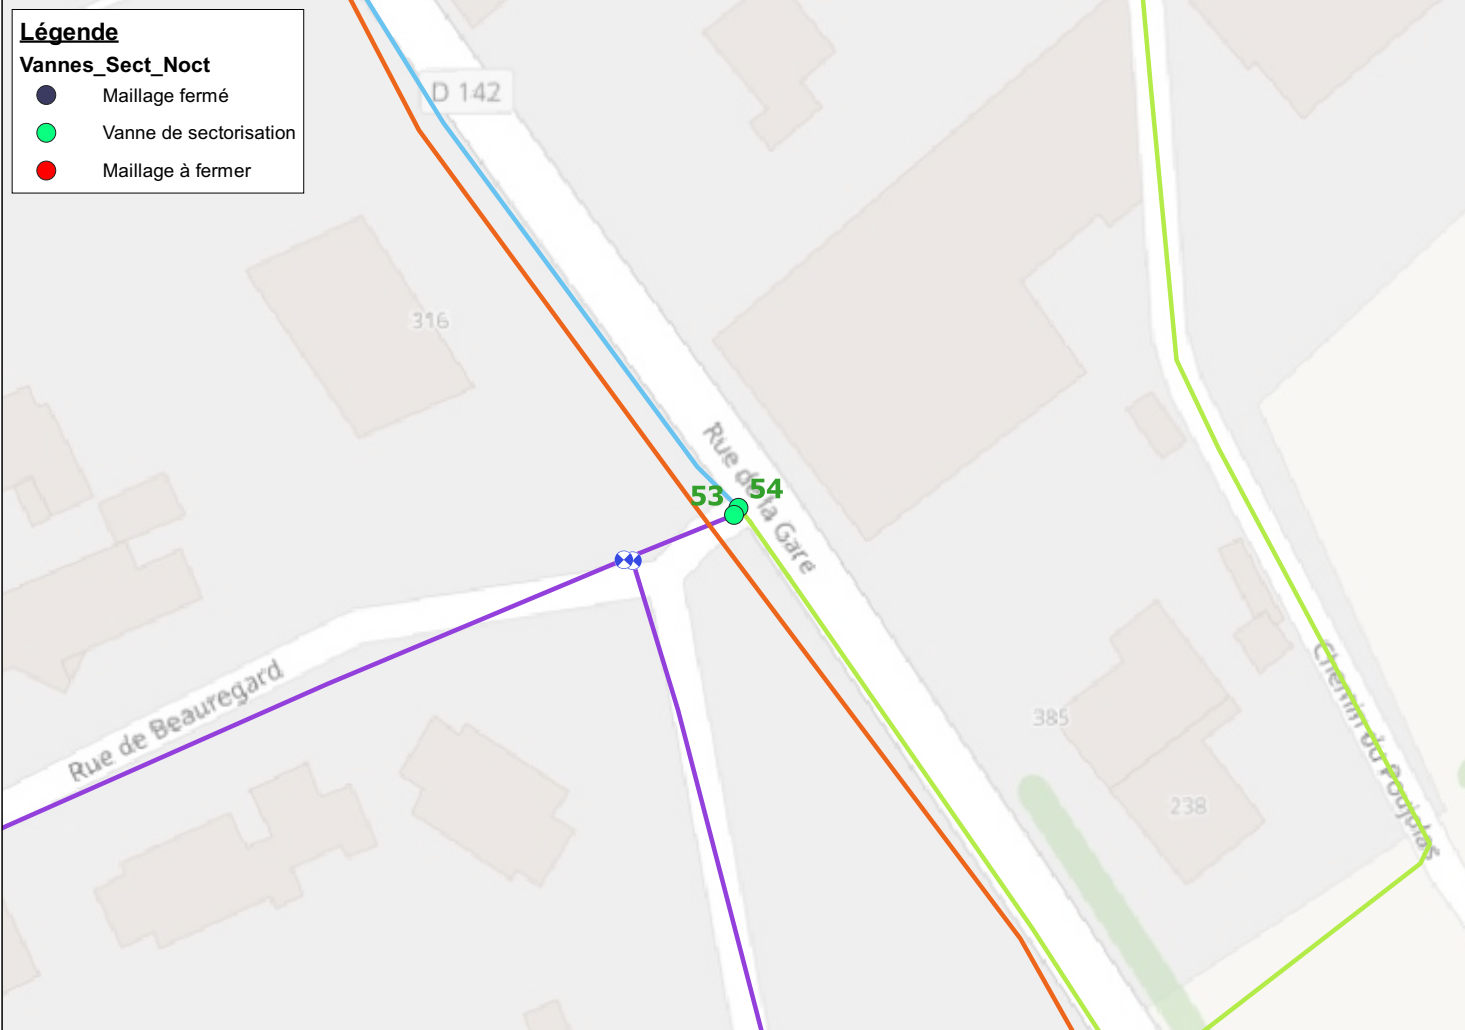 Légende
Vannes_Sect_Noct
Maillage fermé
Vanne de sectorisation
Maillage à fermer
D 142
316
Rue de la Gare
53
54
Rue de Beauregard
385
238
Chemin du Poujolas